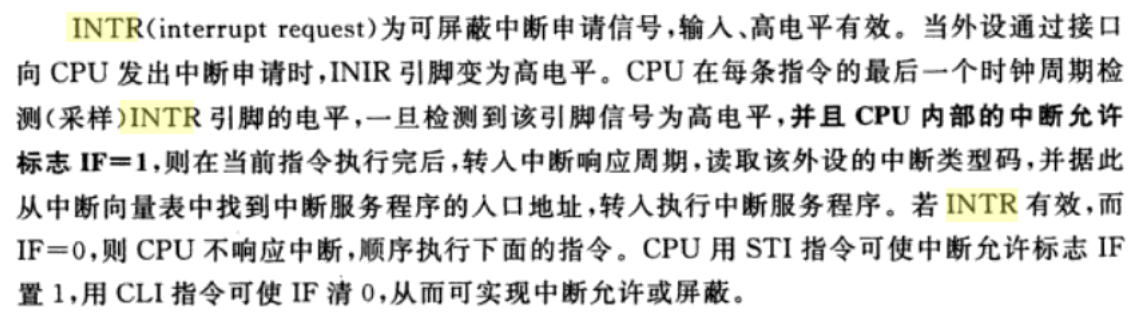 INTR(interrupt request)为可屏蔽中断申请信号,输入、高电平有效。当外设通过接口
向 CPU 发出中断申请时,INIR 引脚变为高电平。CPU 在每条指令的最后一个时钟周期检
测(采样)INTR 引脚的电平,一旦检测到该引脚信号为高电平,并且 CPU 内部的中断允许
标志 IF=1,则在当前指令执行完后,转入中断响应周期,读取该外设的中断类型码,并据此
从中断向量表中找到中断服务程序的入口地址,转入执行中断服务程序。若 INTR 有效,而
IF=0,则 CPU 不响应中断,顺序执行下面的指令。CPU 用 STI 指令可使中断允许标志 IF
置 1,用 CLI 指令可使 IF 清 0,从而可实现中断允许或屏蔽。